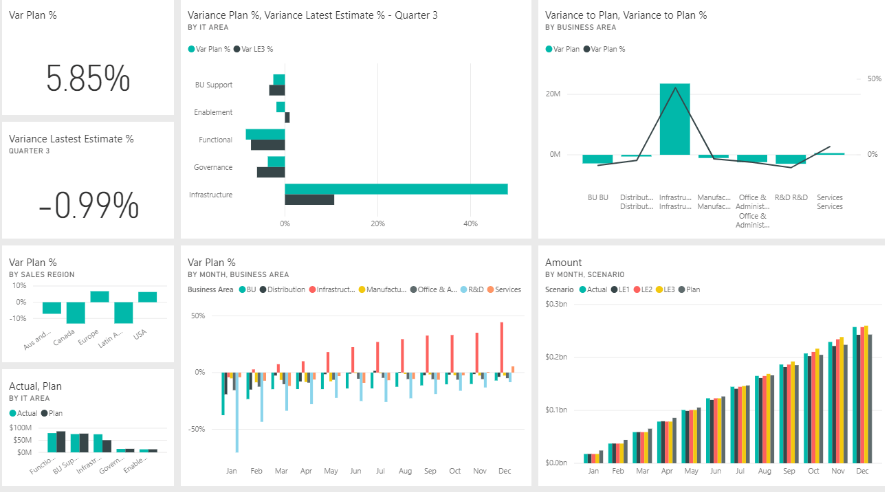 Var Plan %
5.85%
Variance Lastest Estimate %
QUARTER 3
-0.99%
Variance Plan %, Variance Latest Estimate % - Quarter 3
BY IT AREA
Var Plan % Var LE3 %
BU Support
Enablement
Functional
Governance
Infrastructure
0% 20% 40%
Variance to Plan, Variance to Plan %
BY BUSINESS AREA
Var Plan Var Plan %
20M
0M
50%
0%
BU BU Distribut... Infrastru... Manufac... Office & R&D R&D Services
Distribut... Infrastru... Manufac... Administ... Services
Office &
Administ...
Var Plan %
BY SALES REGION
10%
0%
-10%
Aus and... Canada Europe Latin A... USA
Actual, Plan
BY IT AREA
Actual Plan
$100M
$50M
$0M
Functio... BU Sup... Infrastr... Govern... Enable...
Var Plan %
BY MONTH, BUSINESS AREA
Business Area BU Distribution Infrastruct... Manufactu... Office & A... R&D Services
50%
0%
-50%
Jan Feb Mar Apr May Jun Jul Aug Sep Oct Nov Dec
Amount
BY MONTH, SCENARIO
Scenario Actual LE1 LE2 LE3 Plan
$0.3bn
$0.2bn
$0.1bn
$0.0bn
Jan Feb Mar Apr May Jun Jul Aug Sep Oct Nov Dec